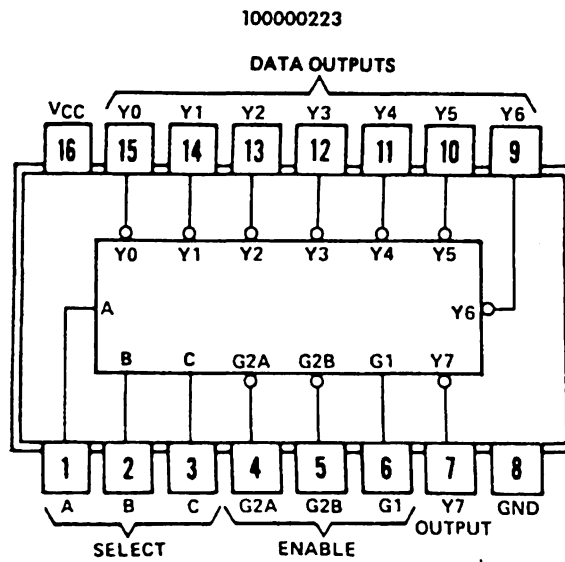 100000223
DATA OUTPUTS
VCC Y0 Y1 Y2 Y3 Y4 Y5 Y6
16 15 14 13 12 11 10 9
Y0 Y1 Y2 Y3 Y4 Y5
A Y6
B C G2A G2B G1 Y7
1 2 3 4 5 6 7 8
A B C G2A G2B G1 Y7 GND
OUTPUT
SELECT ENABLE